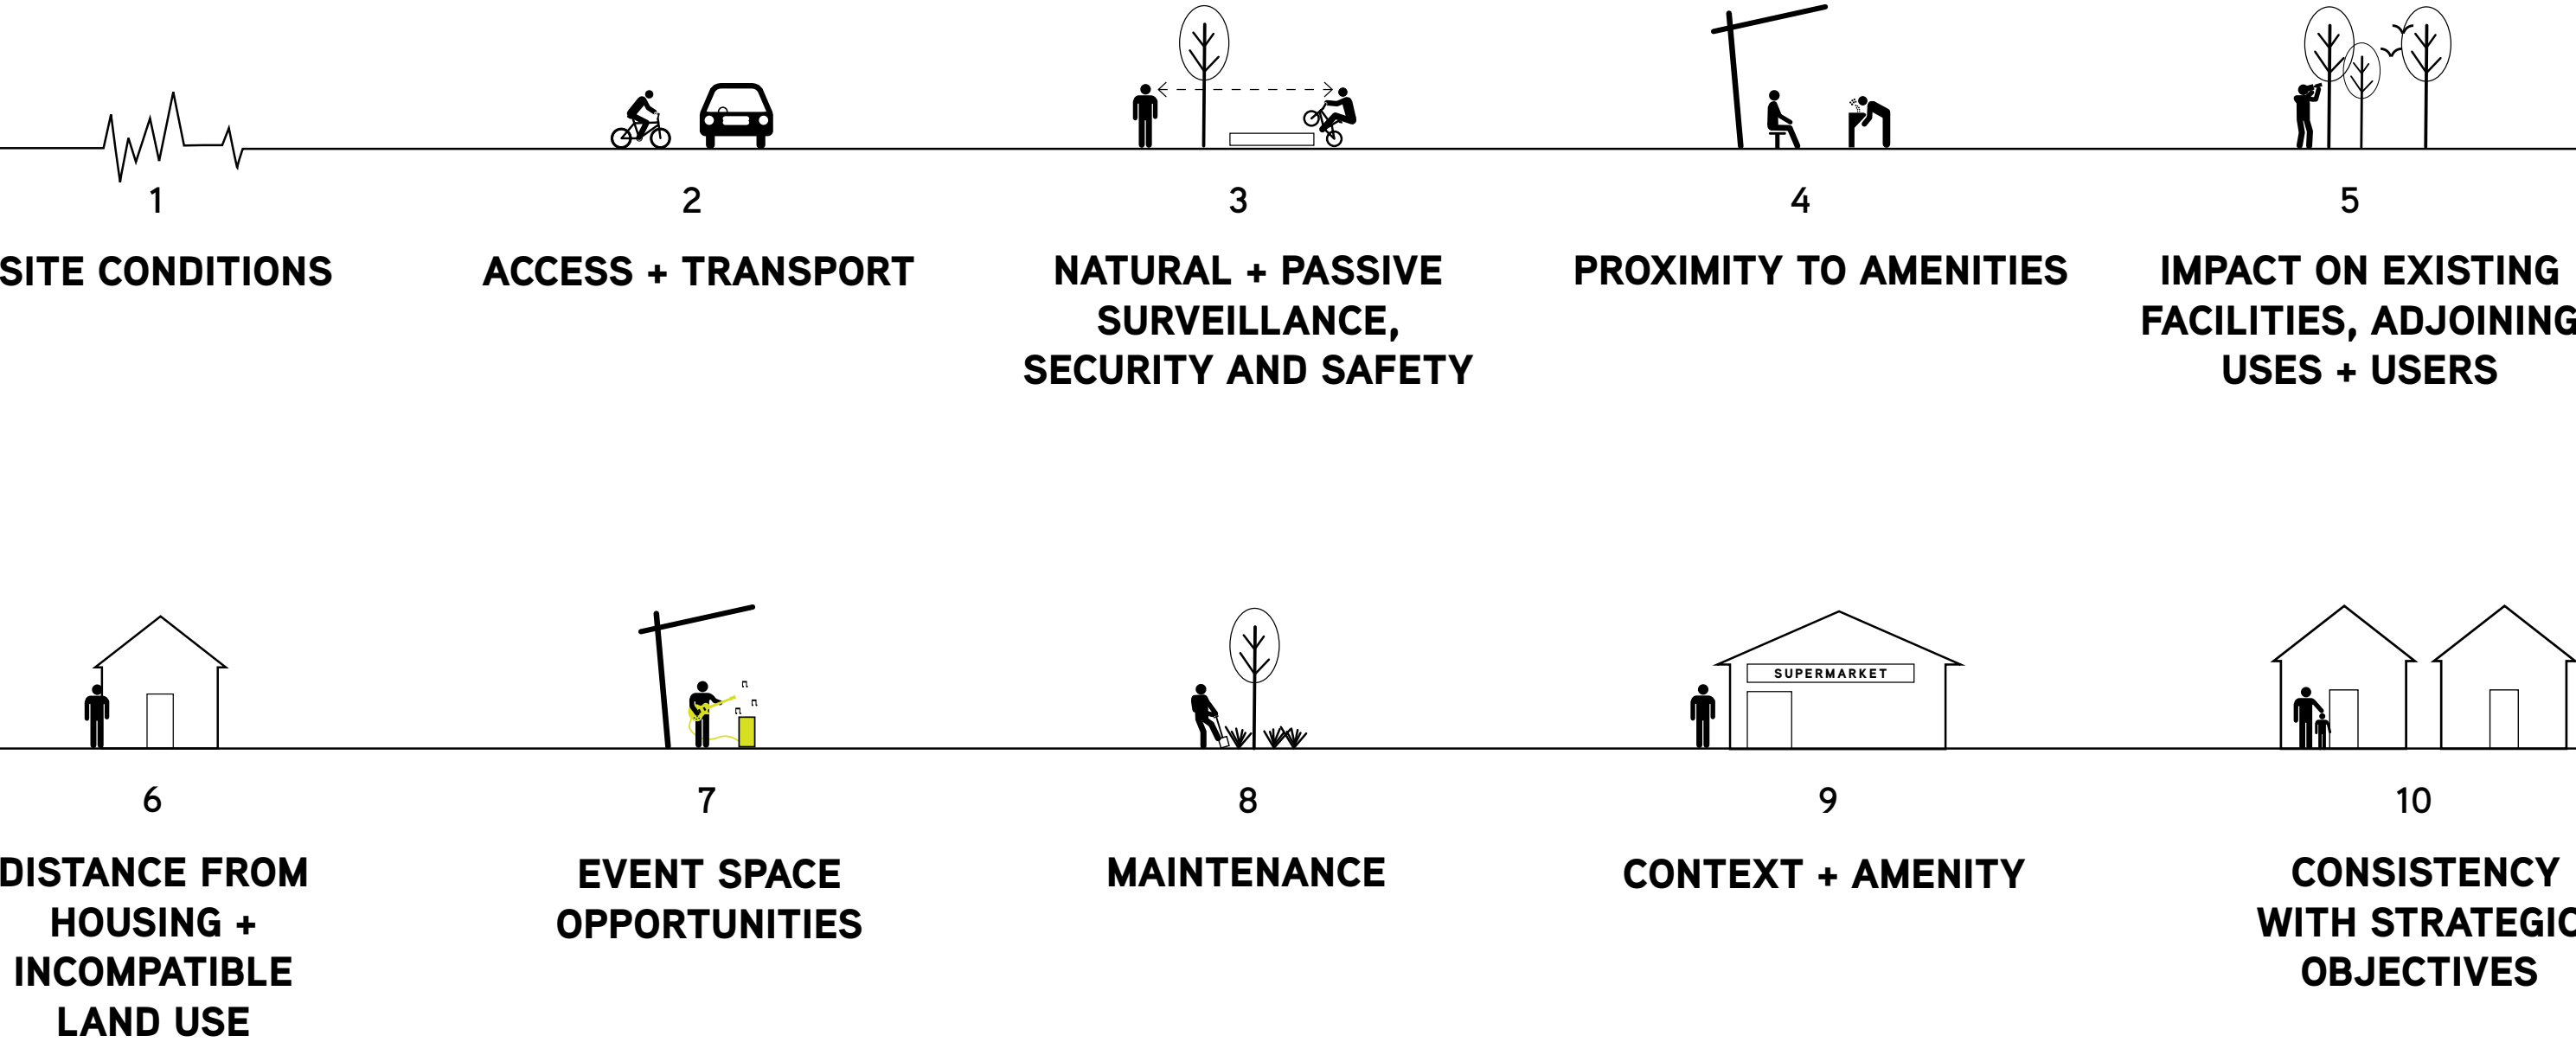 1
SITE CONDITIONS
2
ACCESS + TRANSPORT
3
NATURAL + PASSIVE
SURVEILLANCE,
SECURITY AND SAFETY
4
PROXIMITY TO AMENITIES
5
IMPACT ON EXISTING
FACILITIES, ADJOINING
USES + USERS
6
DISTANCE FROM
HOUSING +
INCOMPATIBLE
LAND USE
7
EVENT SPACE
OPPORTUNITIES
8
MAINTENANCE
SUPERMARKET
9
CONTEXT + AMENITY
10
CONSISTENCY
WITH STRATEGIC
OBJECTIVES